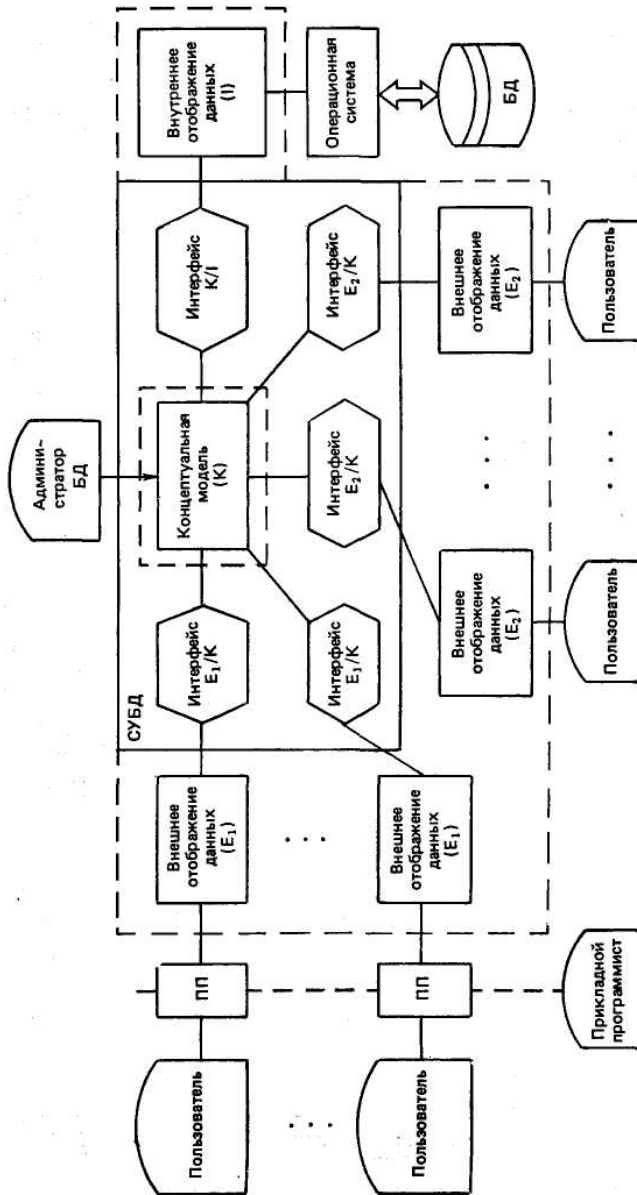 Админи-
стратор
БД
СУБД
Пользователь
ПП
Внешнее
отображение
данных
(E₁)
Интерфейс
E₁/K
Концептуальная
модель
(K)
Интерфейс
K/I
Внутреннее
отображение
данных
(I)
. . .
. . .
Пользователь
ПП
Внешнее
отображение
данных
(E₁)
Интерфейс
E₁/K
Интерфейс
E₂/K
Интерфейс
E₂/K
Операционная
система
БД
Внешнее
отображение
данных
(E₂)
. . .
Внешнее
отображение
данных
(E₂)
Прикладной
программист
Пользователь
. . .
Пользователь